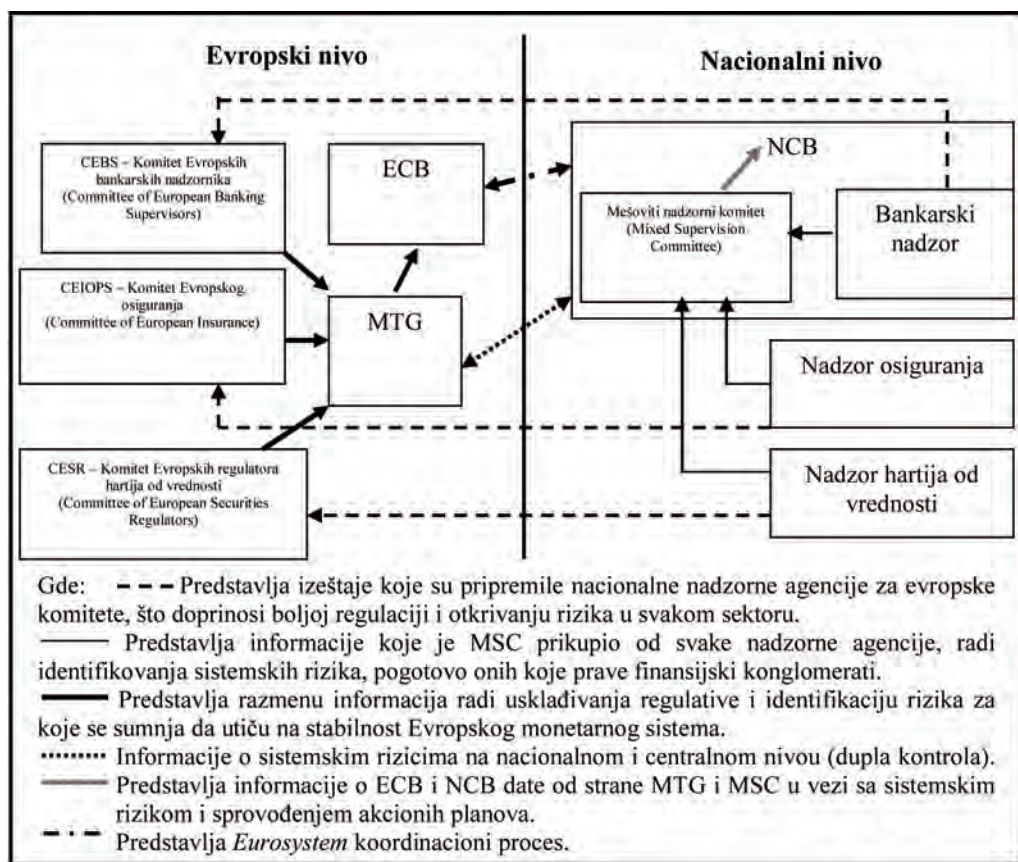 Evropski nivo
Nacionalni nivo
CEBS – Komitet Evropskih
bankarskih nadzornika
(Committee of European Banking
Supervisors)
ECB
NCB
Mešoviti nadzorni komitet
(Mixed Supervision
Committee)
Bankarski
nadzor
CEIOPS – Komitet Evropskog
osiguranja
(Committee of European Insurance)
MTG
Nadzor osiguranja
CESR – Komitet Evropskih regulatora
hartija od vrednosti
(Committee of European Securities
Regulators)
Nadzor hartija od
vrednosti
Gde: Predstavlja izeštaje koje su pripremile nacionalne nadzorne agencije za evropske
komitete, što doprinosi boljoj regulaciji i otkrivanju rizika u svakom sektoru.
Predstavlja informacije koje je MSC prikupio od svake nadzorne agencije, radi
identifikovanja sistemskih rizika, pogotovo onih koje prave finansijski konglomerati.
Predstavlja razmenu informacija radi usklađivanja regulative i identifikaciju rizika za
koje se sumnja da utiču na stabilnost Evropskog monetarnog sistema.
Informacije o sistemskim rizicima na nacionalnom i centralnom nivou (dupla kontrola).
Predstavlja informacije o ECB i NCB date od strane MTG i MSC u vezi sa sistemskim
rizikom i sprovođenjem akcionih planova.
Predstavlja Eurosystem koordinacioni proces.